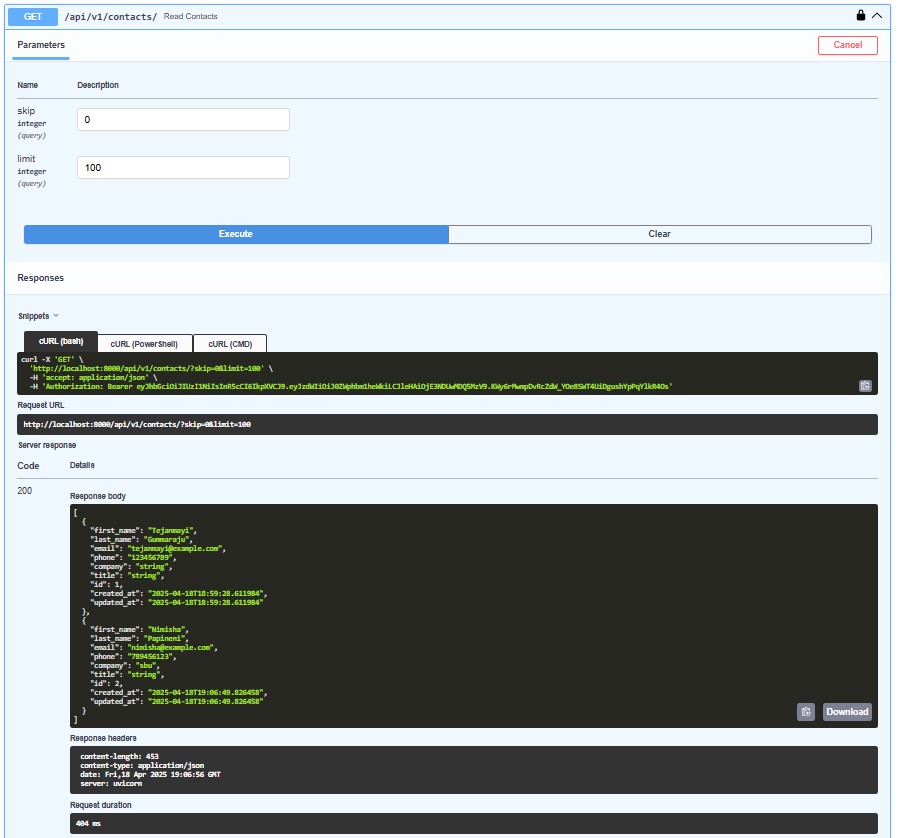 GET /api/v1/contacts/ Read Contacts
Parameters
Cancel
Name Description
skip
integer
(query)
0
limit
integer
(query)
100
Execute Clear
Responses
Snippets
cURL (bash) cURL (PowerShell) cURL (CMD)
curl -X 'GET' \
'http://localhost:8000/api/v1/contacts/?skip=0&limit=100' \
-H 'accept: application/json' \
-H 'Authorization: Bearer
Request URL
http://localhost:8000/api/v1/contacts/?skip=0&limit=100
Server response
Code Details
200
Response body
[
{
"first_name": "Tejanmayi",
"last_name": "Gummaraju",
"email": "tejanmayi@example.com",
"phone": "123456789",
"company": "string",
"title": "string",
"id": 1,
"created_at": "2025-04-18T18:59:28.611984",
"updated_at": "2025-04-18T18:59:28.611984"
},
{
"first_name": "Nimisha",
"last_name": "Papineni",
"email": "nimisha@example.com",
"phone": "789456123",
"company": "sbu",
"title": "string",
"id": 2,
"created_at": "2025-04-18T19:06:49.826458",
"updated_at": "2025-04-18T19:06:49.826458"
}
]
Download
Response headers
content-length: 453
content-type: application/json
date: Fri,18 Apr 2025 19:06:56 GMT
server: uvicorn
Request duration
404 ms